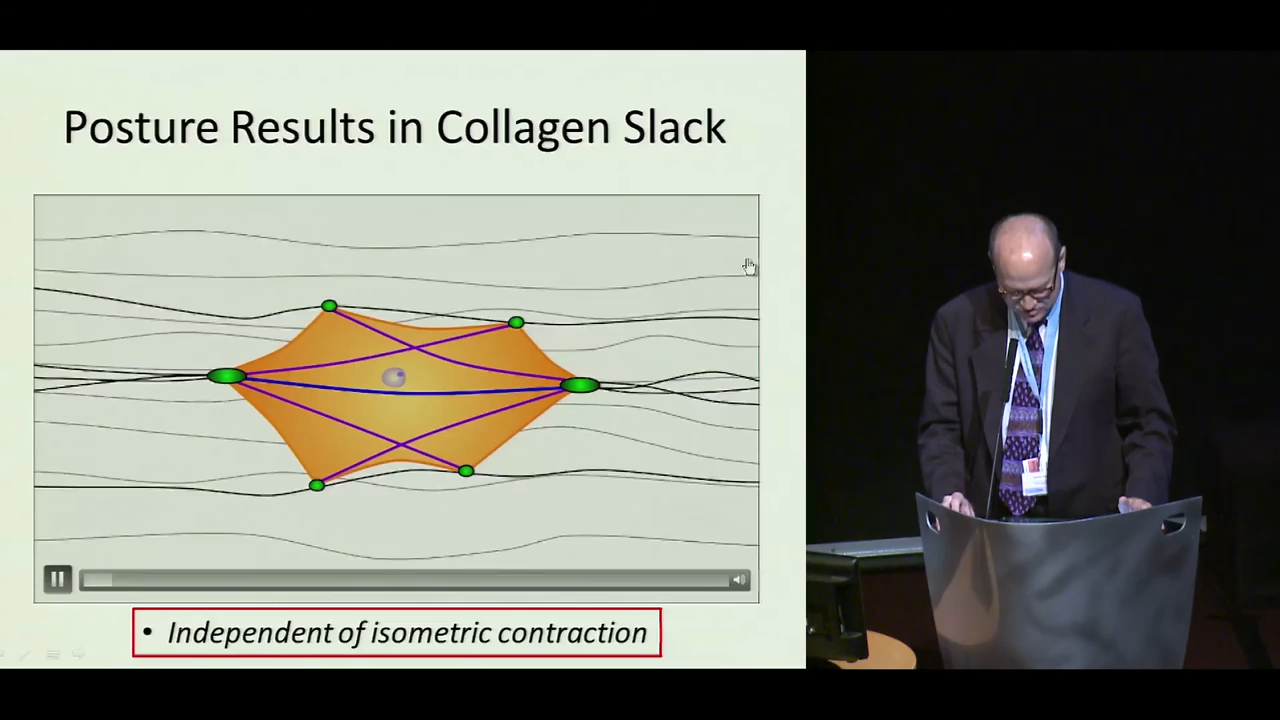 Posture Results in Collagen Slack
• Independent of isometric contraction